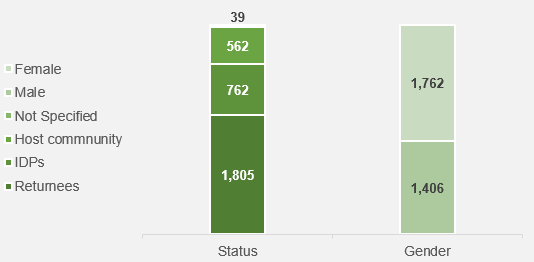 39
562
762
1,805
1,762
1,406
Female
Male
Not Specified
Host commnunity
IDPs
Returnees
Status
Gender